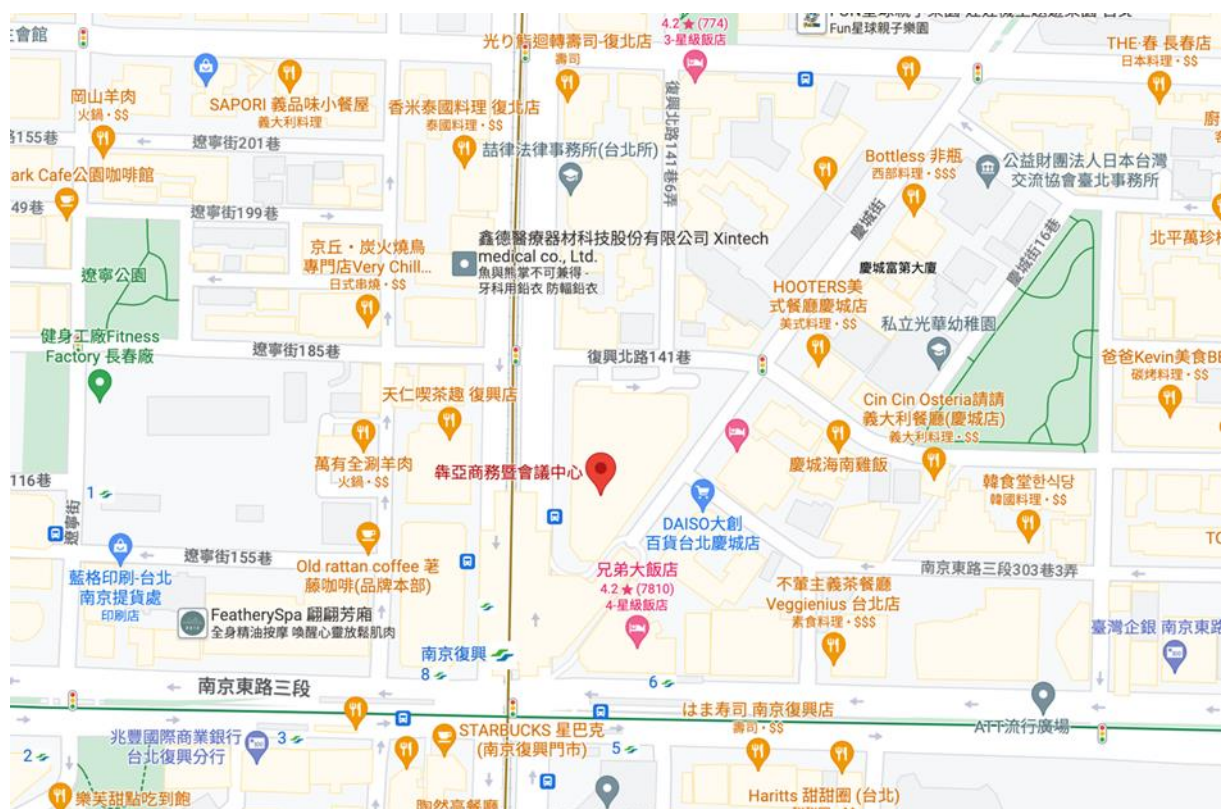 主會館
4.2★(774)
3-星級飯店
Fun星球親子樂園
光り鮨迴轉壽司-復北店
壽司
THE·春 長春店
日本料理·$$
岡山羊肉
火鍋·$$
SAPORI 義品味小餐屋
義大利料理
香米泰國料理 復北店
泰國料理·$$
復興北路141巷6弄
路155巷
遼寧街201巷
喆律法律事務所(台北所)
Bottless 非瓶
西部料理·$$$
公益財團法人日本台灣
交流協會臺北事務所
ark Cafe公園咖啡館
49巷
遼寧街199巷
慶城街
慶城街16巷
北平萬珍
遼寧公園
京丘·炭火燒鳥
專門店Very Chill...
日式串燒·$$
鑫德醫療器材科技股份有限公司 Xintech
medical co., Ltd.
魚與熊掌不可兼得 -
牙科用鉛衣 防輻鉛衣
慶城富第大廈
HOOTERS美
式餐廳慶城店
美式料理·$$
私立光華幼稚園
健身工廠Fitness
Factory 長春廠
遼寧街185巷
復興北路141巷
爸爸Kevin美食B
碳烤料理·$$
天仁喫茶趣 復興店
Cin Cin Osteria請請
義大利餐廳(慶城店)
義大利料理·$$
萬有全涮羊肉
火鍋·$$
犇亞商務暨會議中心
慶城海南雞飯
116巷
1
遼寧街
韓食堂한식당
韓國料理·$$
DAISO大創
百貨台北慶城店
TO
遼寧街155巷
藍格印刷-台北
南京提貨處
印刷店
Old rattan coffee 荖
藤咖啡(品牌本部)
兄弟大飯店
4.2★(7810)
4-星級飯店
南京東路三段303巷3弄
不葷主義茶餐廳
Veggienius 台北店
素食料理·$$$
FeatherySpa 翩翩芳廂
全身精油按摩 喚醒心靈放鬆肌肉
臺灣企銀 南京東路
南京復興
8
6
南京東路三段
はま寿司 南京復興店
壽司·$$
ATT流行廣場
兆豐國際商業銀行
台北復興分行
3
2
STARBUCKS 星巴克
(南京復興門市)
5
樂芙甜點吃到飽
陶然亭餐廳
Haritts 甜甜圈 (台北)